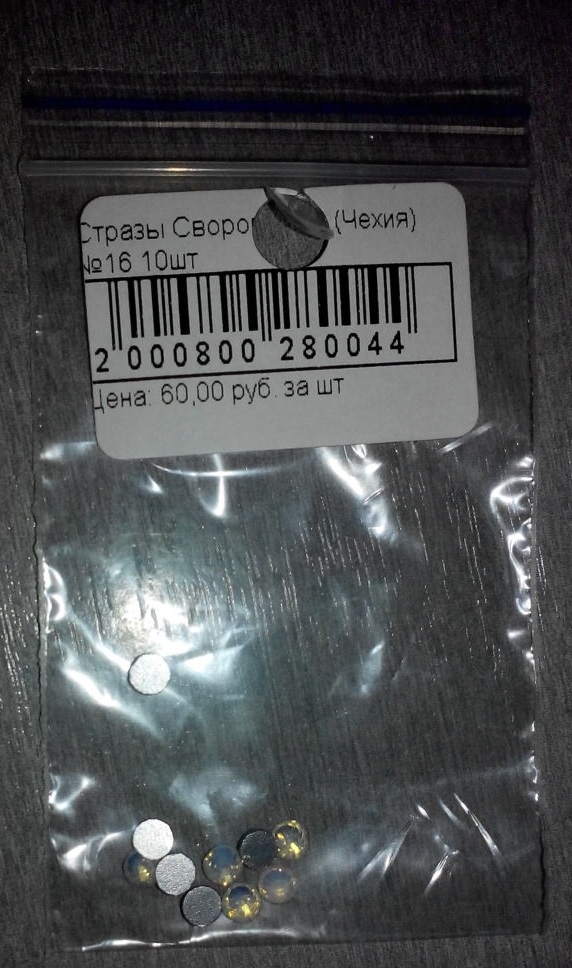 Стразы (Чехия)
№16 10шт
2 000800 280044
Цена: 60,00 руб. за шт